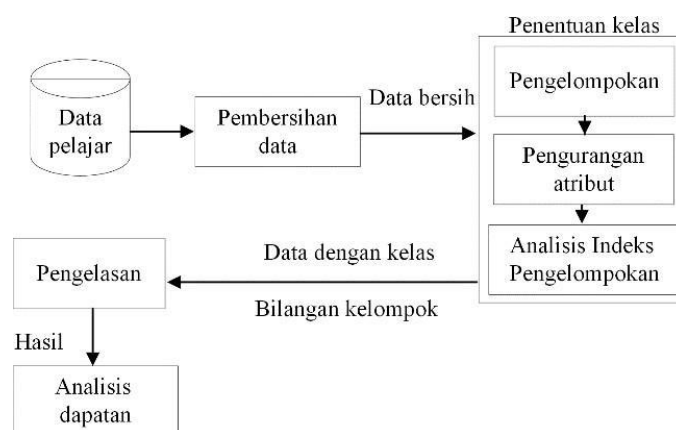 Penentuan kelas
Data
pelajar
Pembersihan
data
Data bersih
Pengelompokan
Pengurangan
atribut
Analisis Indeks
Pengelompokan
Data dengan kelas
Bilangan kelompok
Pengelasan
Hasil
Analisis
dapatan